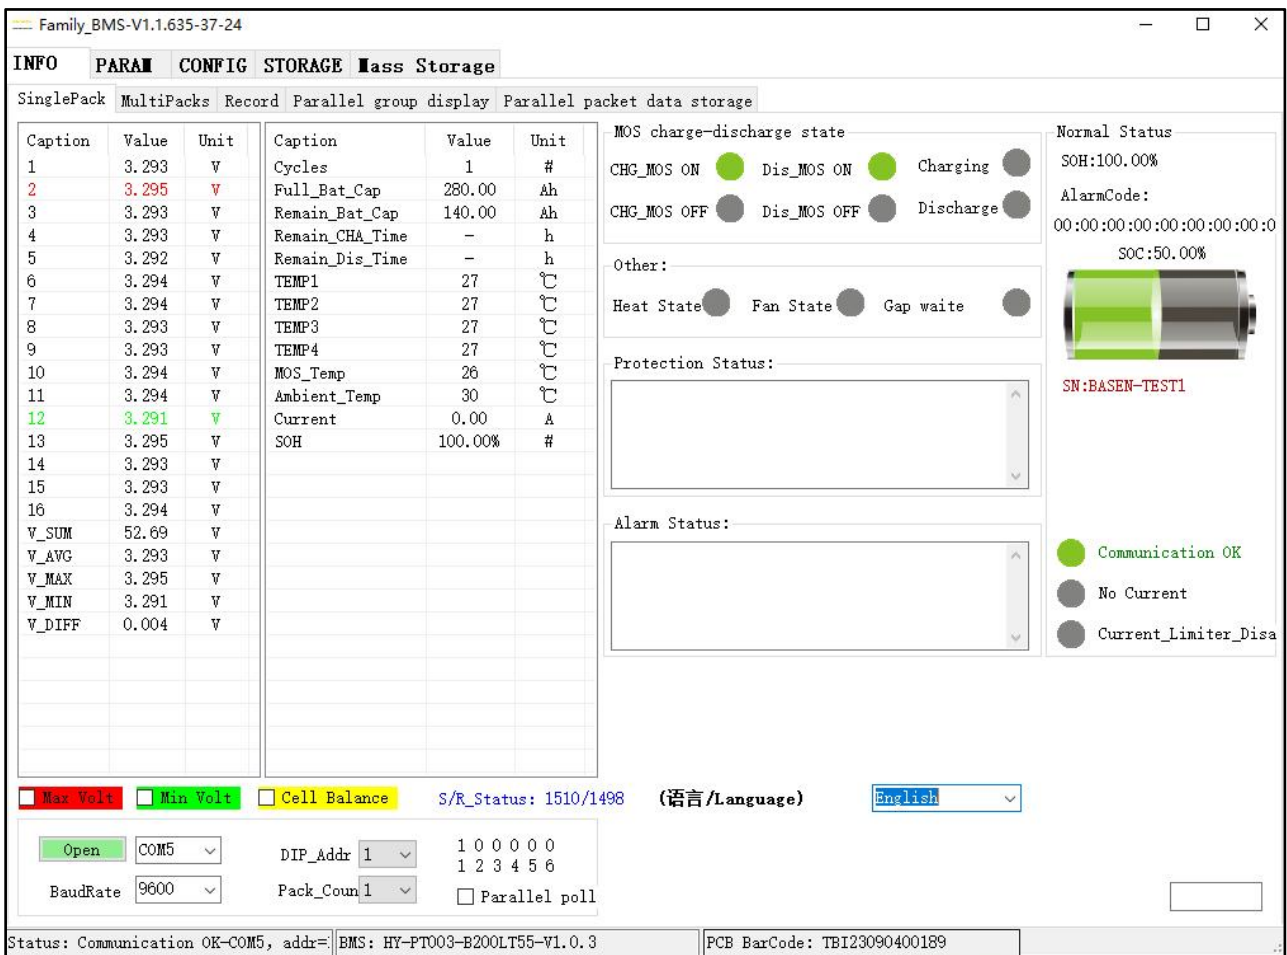 Family_BMS-V1.1.635-37-24
INFO PARAM CONFIG STORAGE Mass Storage
SinglePack MultiPacks Record Parallel group display Parallel packet data storage
Caption Value Unit
1 3.293 V
2 3.295 V
3 3.293 V
4 3.293 V
5 3.292 V
6 3.294 V
7 3.294 V
8 3.293 V
9 3.293 V
10 3.294 V
11 3.294 V
12 3.291 V
13 3.295 V
14 3.293 V
15 3.293 V
16 3.294 V
V_SUM 52.69 V
V_AVG 3.293 V
V_MAX 3.295 V
V_MIN 3.291 V
V_DIFF 0.004 V
Caption Value Unit
Cycles 1 #
Full_Bat_Cap 280.00 Ah
Remain_Bat_Cap 140.00 Ah
Remain_CHA_Time – h
Remain_Dis_Time – h
TEMP1 27 ℃
TEMP2 27 ℃
TEMP3 27 ℃
TEMP4 27 ℃
MOS_Temp 26 ℃
Ambient_Temp 30 ℃
Current 0.00 A
SOH 100.00% #
MOS charge-discharge state
CHG_MOS ON Dis_MOS ON Charging
CHG_MOS OFF Dis_MOS OFF Discharge
Other:
Heat State Fan State Gap waite
Protection Status:
Alarm Status:
Normal Status
SOH:100.00%
AlarmCode:
00:00:00:00:00:00:00:00:0
SOC:50.00%
SN:BASEN-TEST1
Communication OK
No Current
Current_Limiter_Disa
Max Volt Min Volt Cell Balance S/R_Status: 1510/1498 (语言/Language) English
Open COM5 DIP_Addr 1 1 0 0 0 0 0
1 2 3 4 5 6
BaudRate 9600 Pack_Coun 1 Parallel poll
Status: Communication OK-COM5, addr=1 BMS: HY-PT003-B200LT55-V1.0.3 PCB BarCode: TBI23090400189